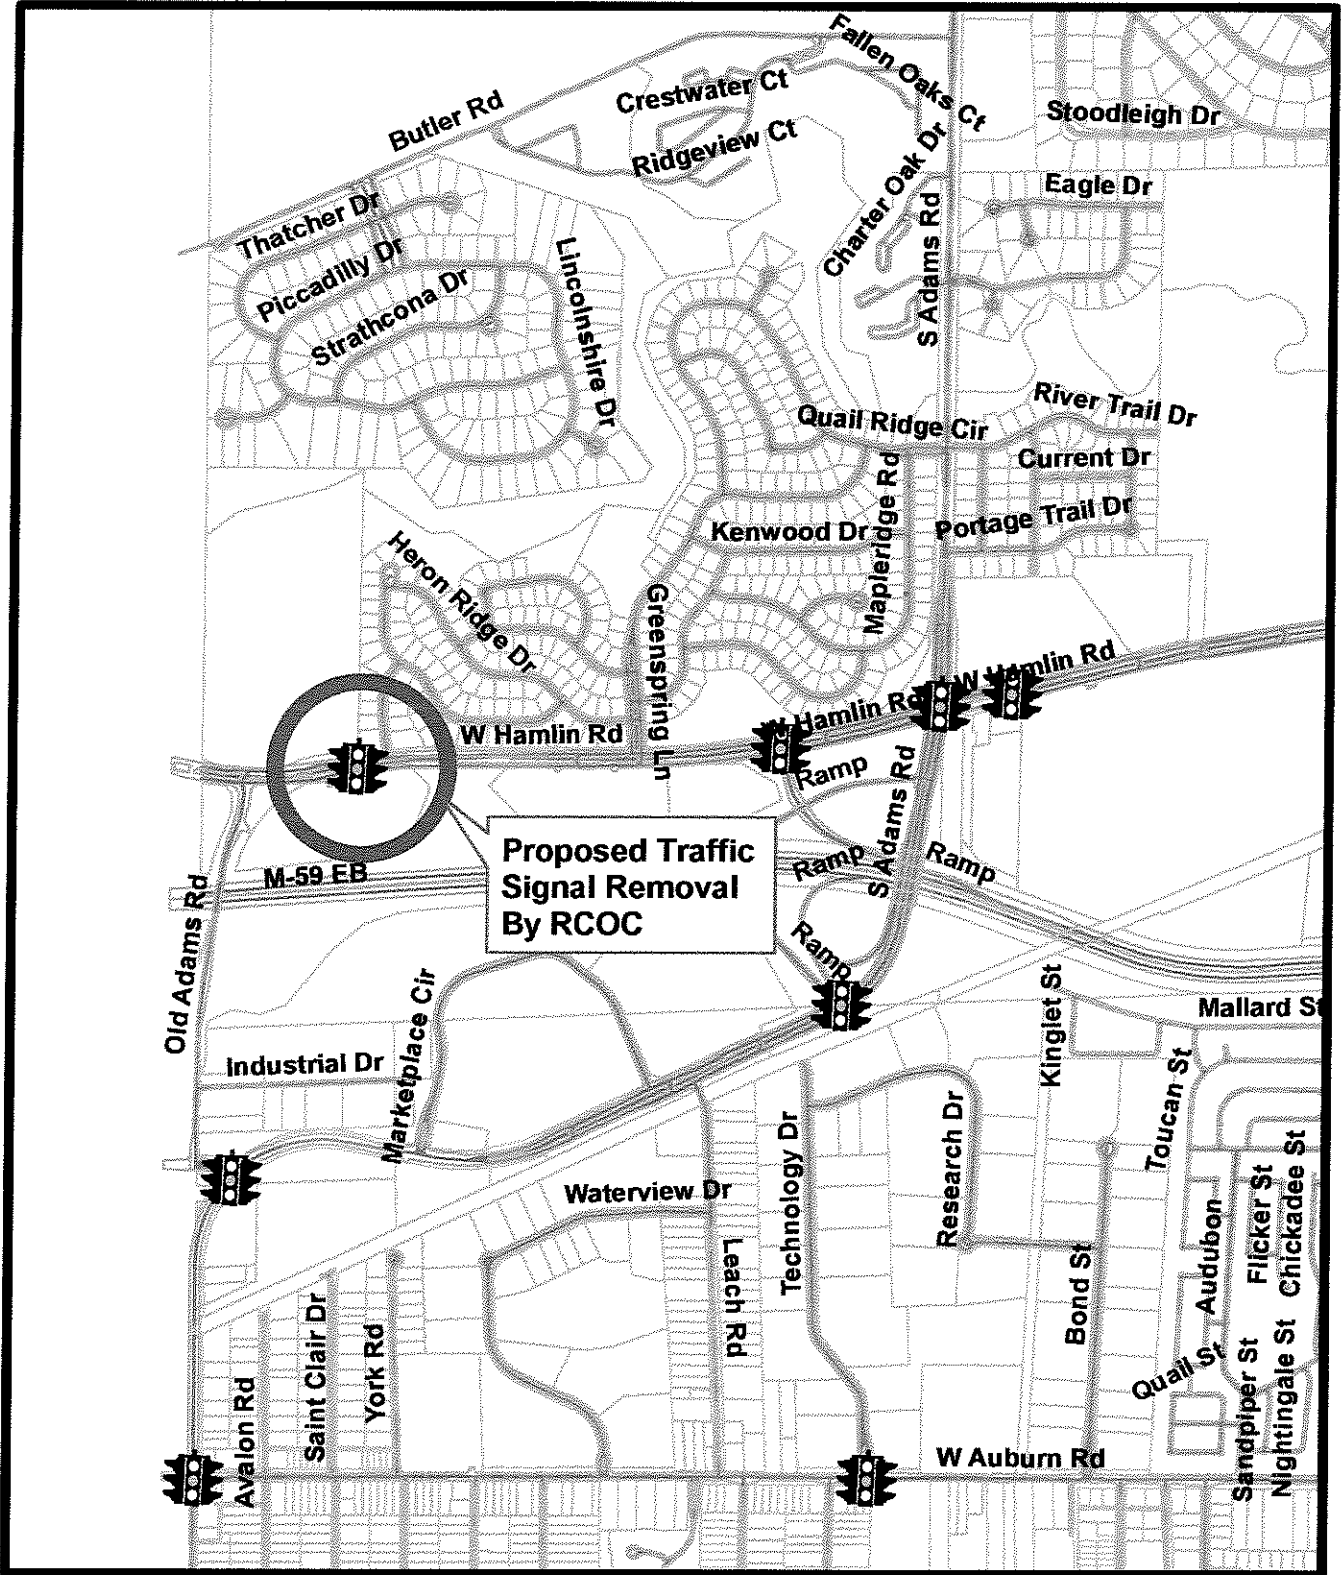 Fallen Oaks Ct
Crestwater Ct
Butler Rd
Stoodleigh Dr
Ridgeview Ct
Charter Oak Dr
Eagle Dr
Thatcher Dr
Piccadilly Dr
Strathcona Dr
Lincolnshire Dr
S Adams Rd
River Trail Dr
Quail Ridge Cir
Current Dr
Mapleridge Rd
Portage Trail Dr
Kenwood Dr
Heron Ridge Dr
Greenspring Ln
W Hamlin Rd
W Hamlin Rd
W Hamlin Rd
Ramp
S Adams Rd
Proposed Traffic
Signal Removal
By RCOC
Ramp
Ramp
M-59 EB
Old Adams Rd
Ramp
Marketplace Cir
Kinglet St
Mallard St
Industrial Dr
Toucan St
Technology Dr
Research Dr
Waterview Dr
Flicker St
Chickadee St
Audubon
Leach Rd
Bond St
Saint Clair Dr
York Rd
Avalon Rd
Quail St
Sandpiper St
Nightingale St
W Auburn Rd